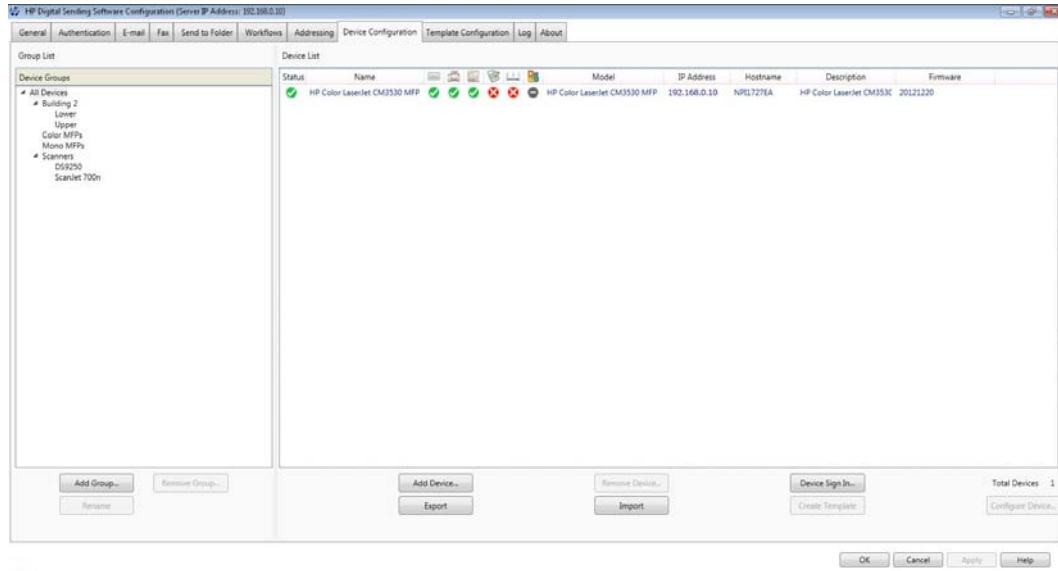 HP Digital Sending Software Configuration (Server IP Address: 192.168.0.10)
General Authentication E-mail Fax Send to Folder Workflows Addressing Device Configuration Template Configuration Log About
Group List
Device List
Device Groups
Status Name Model IP Address Hostname Description Firmware
All Devices
HP Color LaserJet CM3530 MFP HP Color LaserJet CM3530 MFP 192.168.0.10 NPI1727EA HP Color LaserJet CM353C 20121220
Building 2
Lower
Upper
Color MFPs
Mono MFPs
Scanners
DS9250
ScanJet 700n
Add Group... Remove Group... Add Device... Remove Device... Device Sign In... Total Devices 1
Rename Export Import Create Template Configure Device...
OK Cancel Apply Help